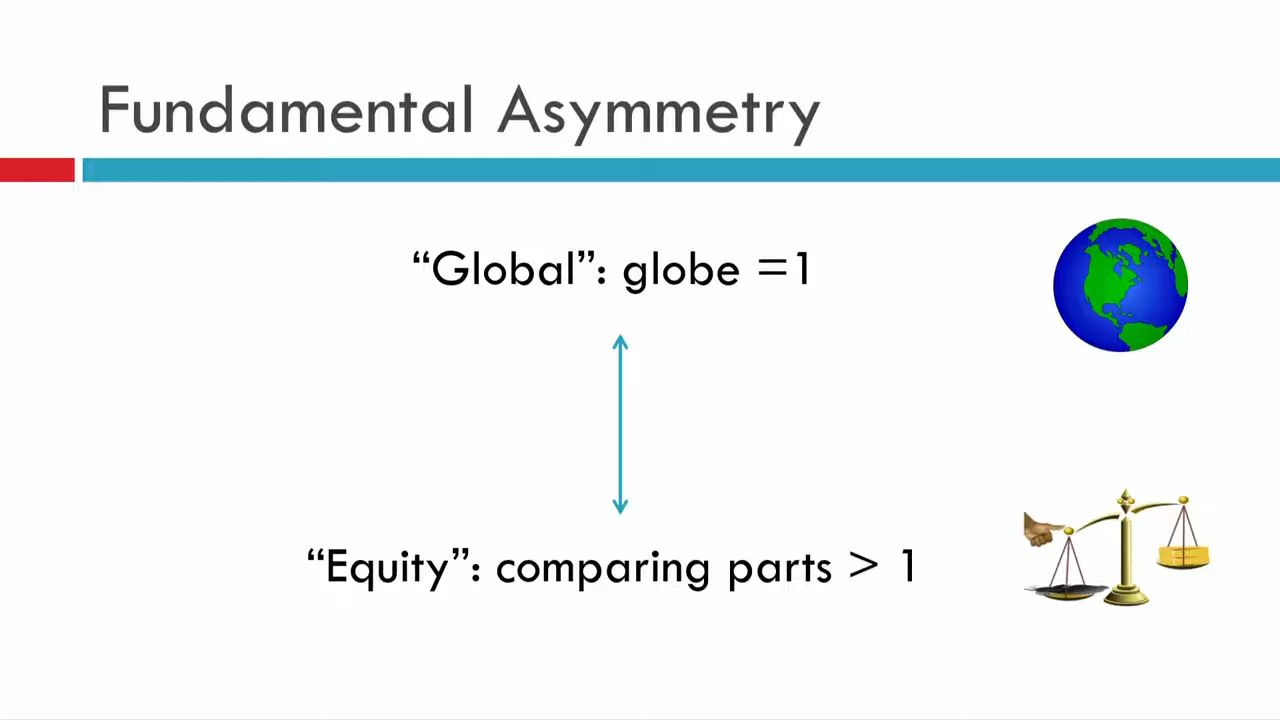 Fundamental Asymmetry
“Global”: globe =1
“Equity”: comparing parts > 1